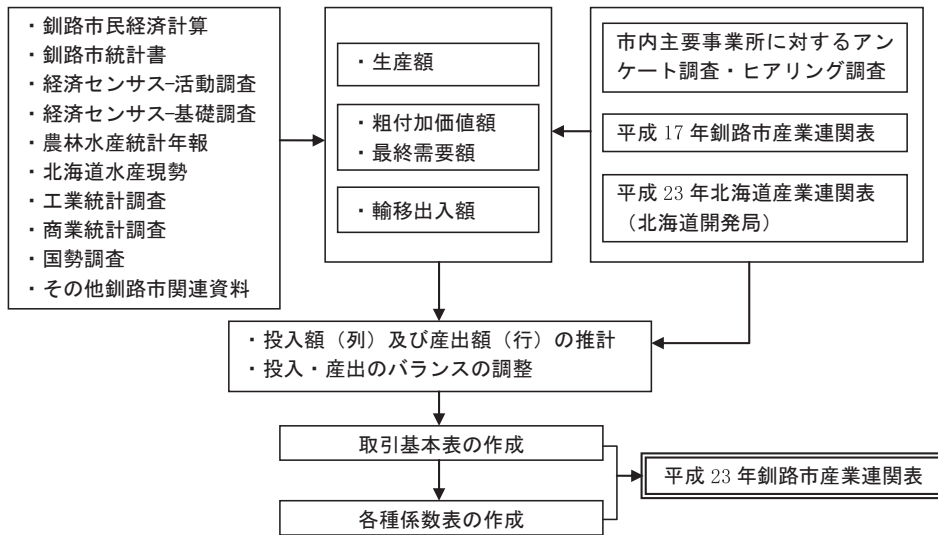 ・釧路市民経済計算
・釧路市統計書
・経済センサス-活動調査
・経済センサス-基礎調査
・農林水産統計年報
・北海道水産現勢
・工業統計調査
・商業統計調査
・国勢調査
・その他釧路市関連資料
・生産額
・粗付加価値額
・最終需要額
・輸移出入額
市内主要事業所に対するアン
ケート調査・ヒアリング調査
平成 17 年釧路市産業連関表
平成 23 年北海道産業連関表
（北海道開発局）
・投入額（列）及び産出額（行）の推計
・投入・産出のバランスの調整
取引基本表の作成
各種係数表の作成
平成 23 年釧路市産業連関表